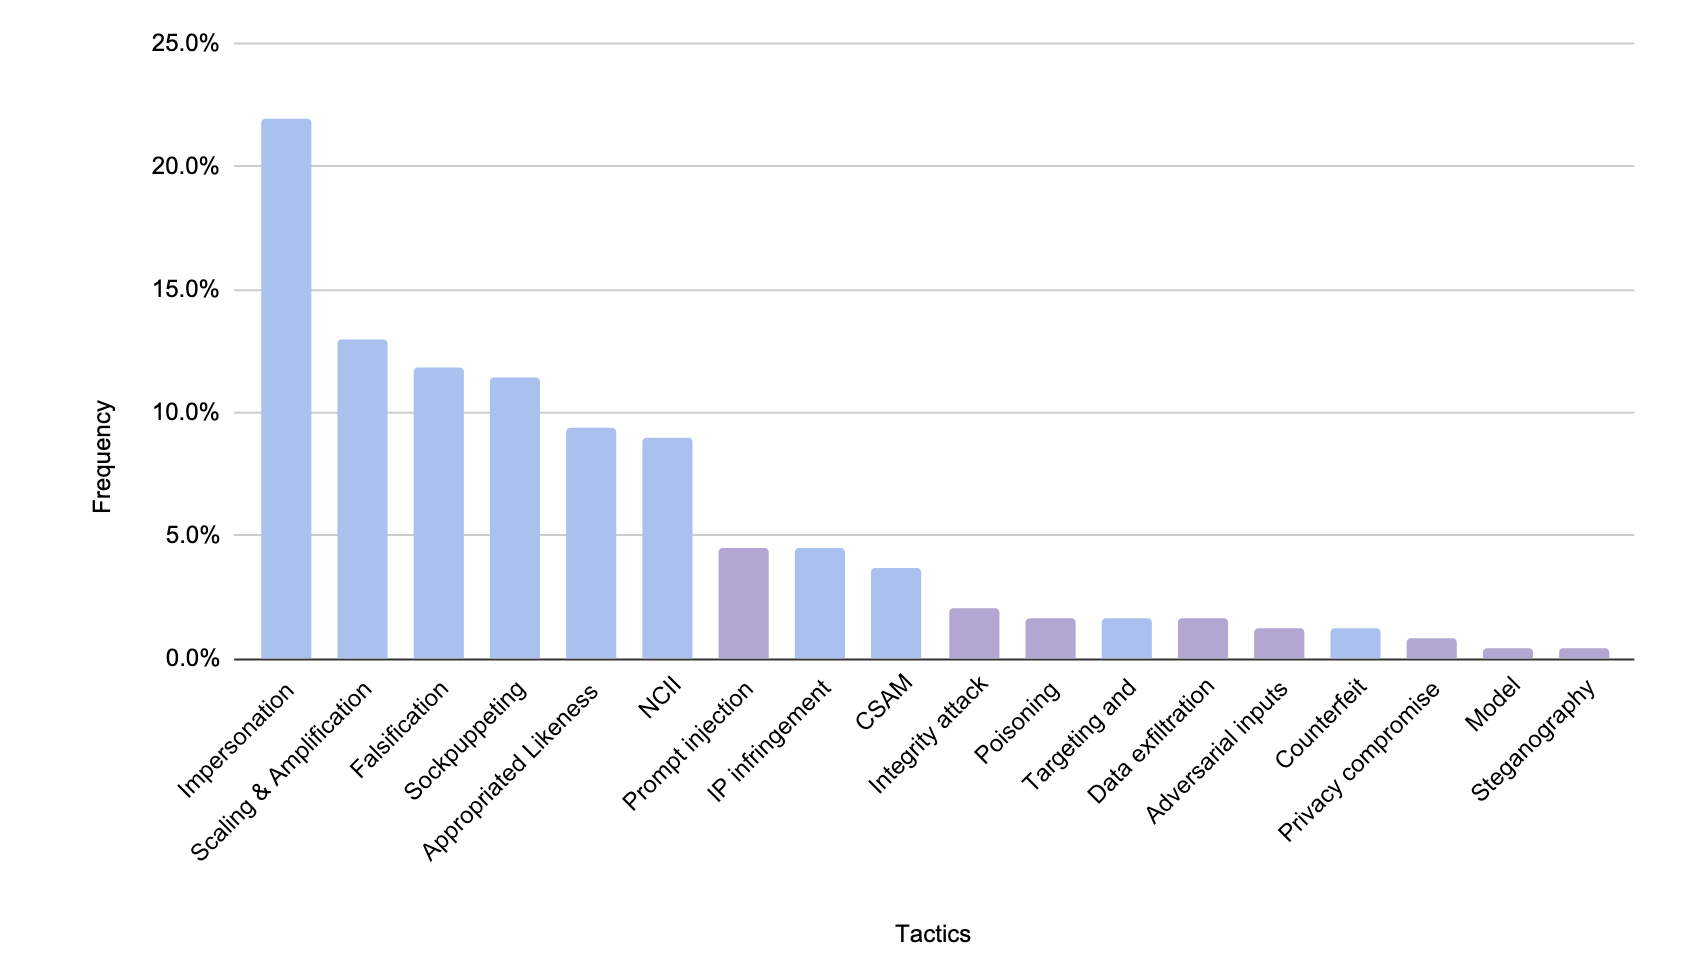 25.0%
20.0%
15.0%
10.0%
5.0%
0.0%
Frequency
Impersonation
Scaling & Amplification
Falsification
Sockpuppeting
Appropriated Likeness
NCII
Prompt injection
IP infringement
CSAM
Integrity attack
Poisoning
Targeting and
Data exfiltration
Adversarial inputs
Counterfeit
Privacy compromise
Model
Steganography
Tactics